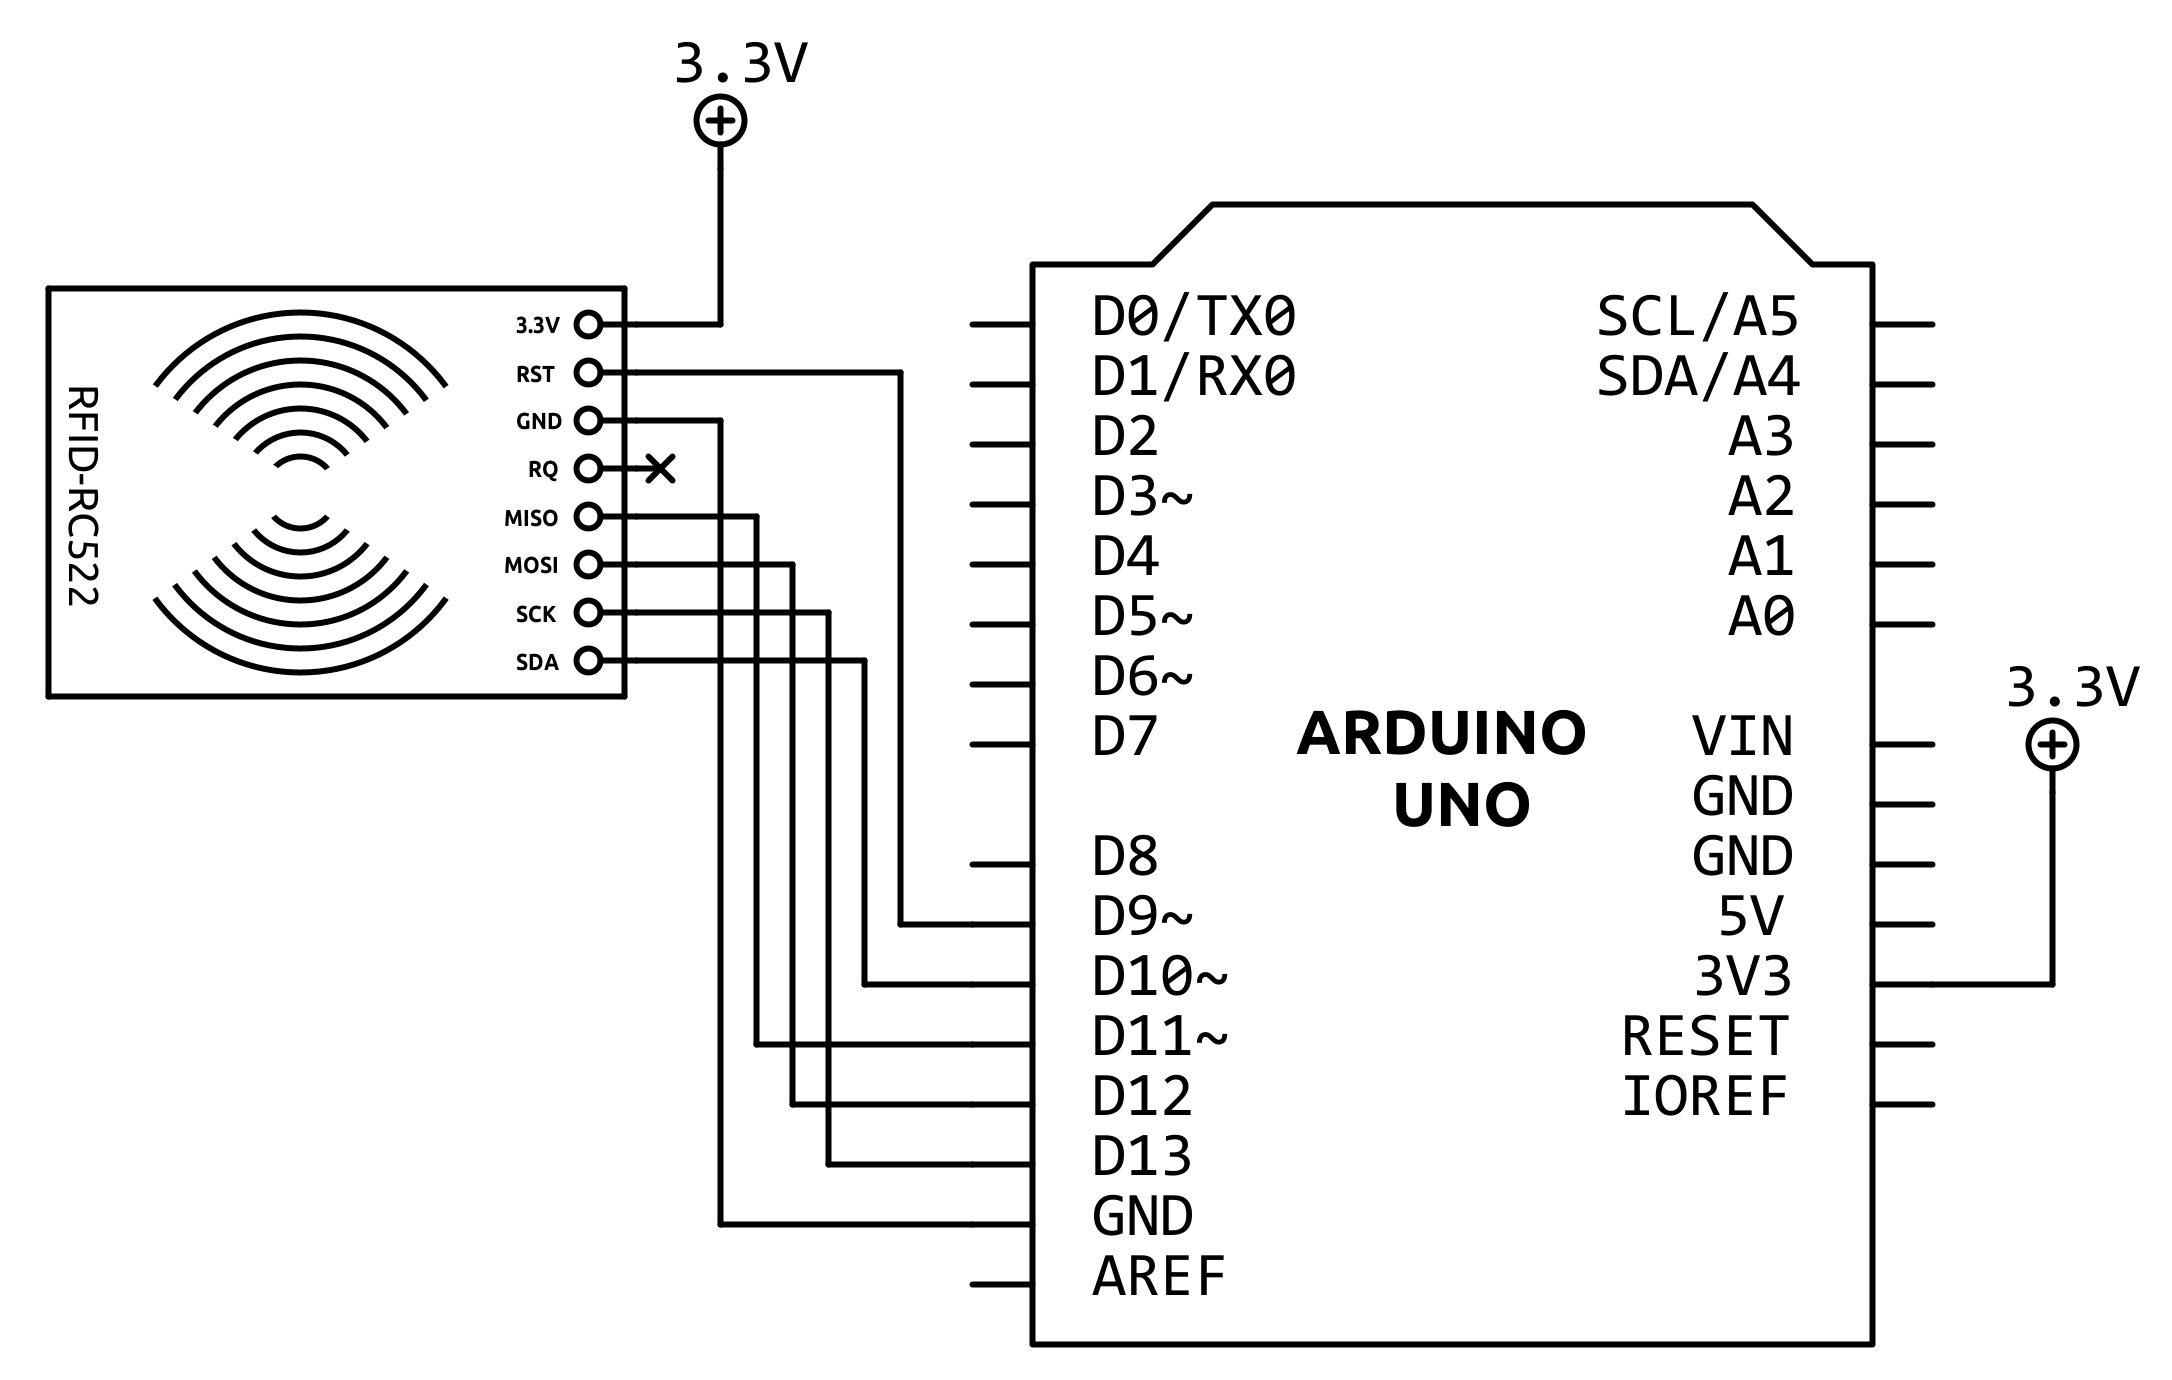 3.3V
RFID-RC522
3.3V
RST
GND
RQ
MISO
MOSI
SCK
SDA
D0/TX0
D1/RX0
D2
D3~
D4
D5~
D6~
D7
D8
D9~
D10~
D11~
D12
D13
GND
AREF
ARDUINO
UNO
SCL/A5
SDA/A4
A3
A2
A1
A0
VIN
GND
GND
5V
3V3
RESET
IOREF
3.3V